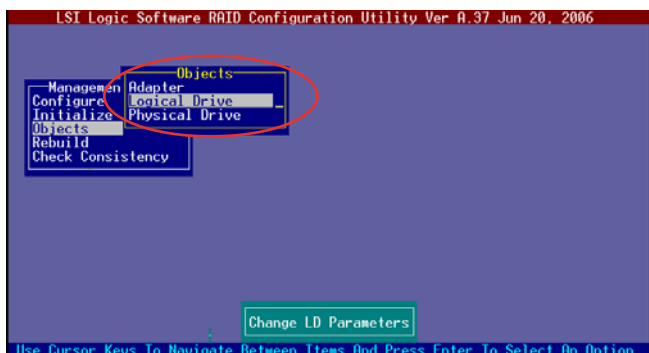 LSI Logic Software RAID Configuration Utility Ver A.37 Jun 20, 2006
Objects
Adapter
Logical Drive
Physical Drive
Managemen
Configure
Initialize
Objects
Rebuild
Check Consistency
Change LD Parameters
Use Cursor Keys To Navigate Between Items And Press Enter To Select An Option